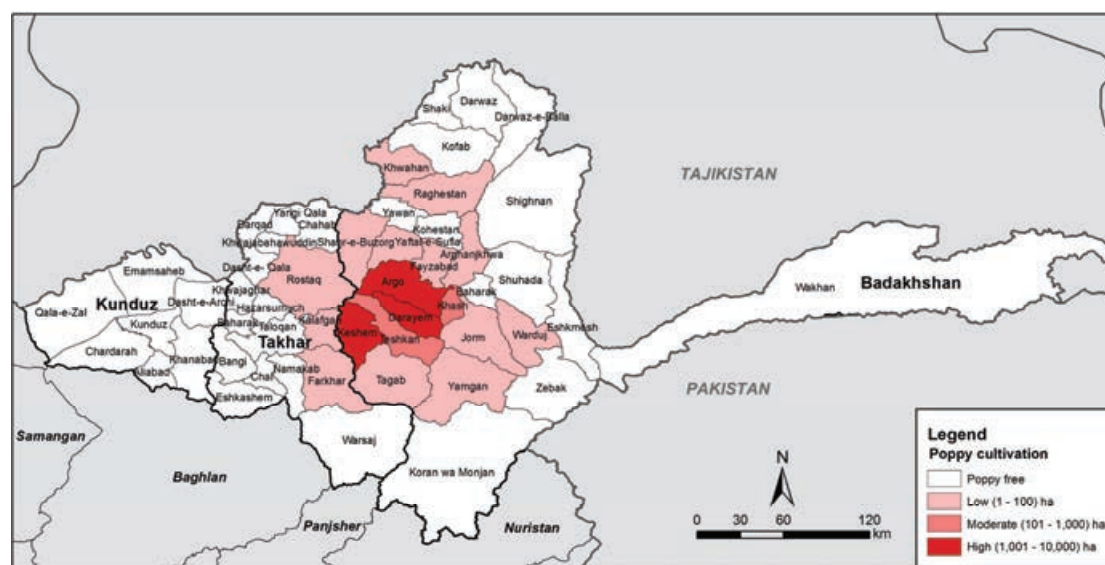 Darwaz
Shaki
Darwaz-e-Balla
Kofab
Khwahan
TAJIKISTAN
Raghestan
Shighnan
Yawan
Yangi Qala
Darqad
Chahab
Kohestan
Khwajabahawuddin
Shahr-e-Buzorg
Yaftal-e-Sufla
Arghanjkhwa
Dasht-e- Qala
Fayzabad
Emamsaheb
Rostaq
Argo
Shuhada
Wakhan
Badakhshan
Khwajaghar
Baharak
Kunduz
Dasht-e-Archi
Khash
Qala-e-Zal
Hazarsumuch
Darayem
Kunduz
Baharak
Taloqan
Kalafgan
Keshem
Warduj
Eshkmesh
Takhar
Teshkan
Jorm
Chardarah
Khanabad
Bangi
Aliabad
Chal
Namakab
Farkhar
Tagab
Yamgan
Zebak
PAKISTAN
Eshkashem
Samangan
Warsaj
Baghlan
Koran wa Monjan
Panjsher
Nuristan
N
0 30 60 90 120
km
Legend
Poppy cultivation
Poppy free
Low (1 - 100) ha
Moderate (101 - 1,000) ha
High (1,001 - 10,000) ha